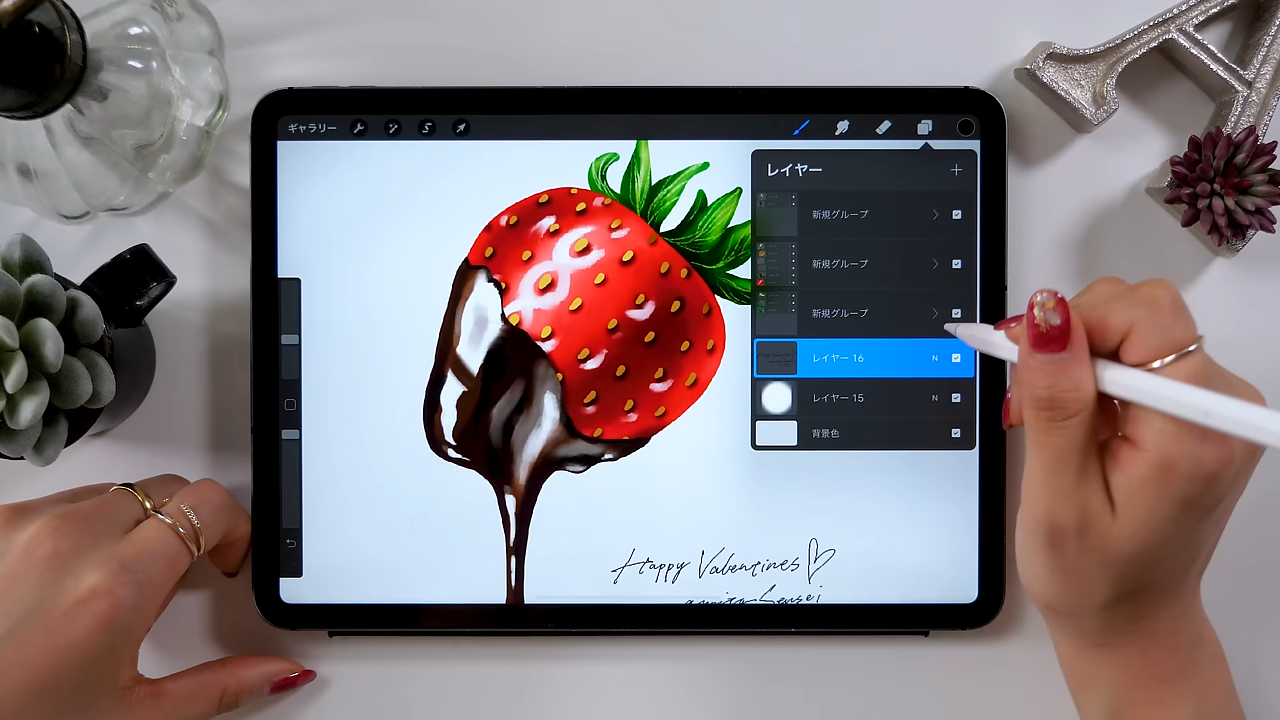 ギャラリー
レイヤー
新規グループ
新規グループ
新規グループ
レイヤー 16 N
レイヤー 15 N
背景色
Happy Valentines♡
Sensei